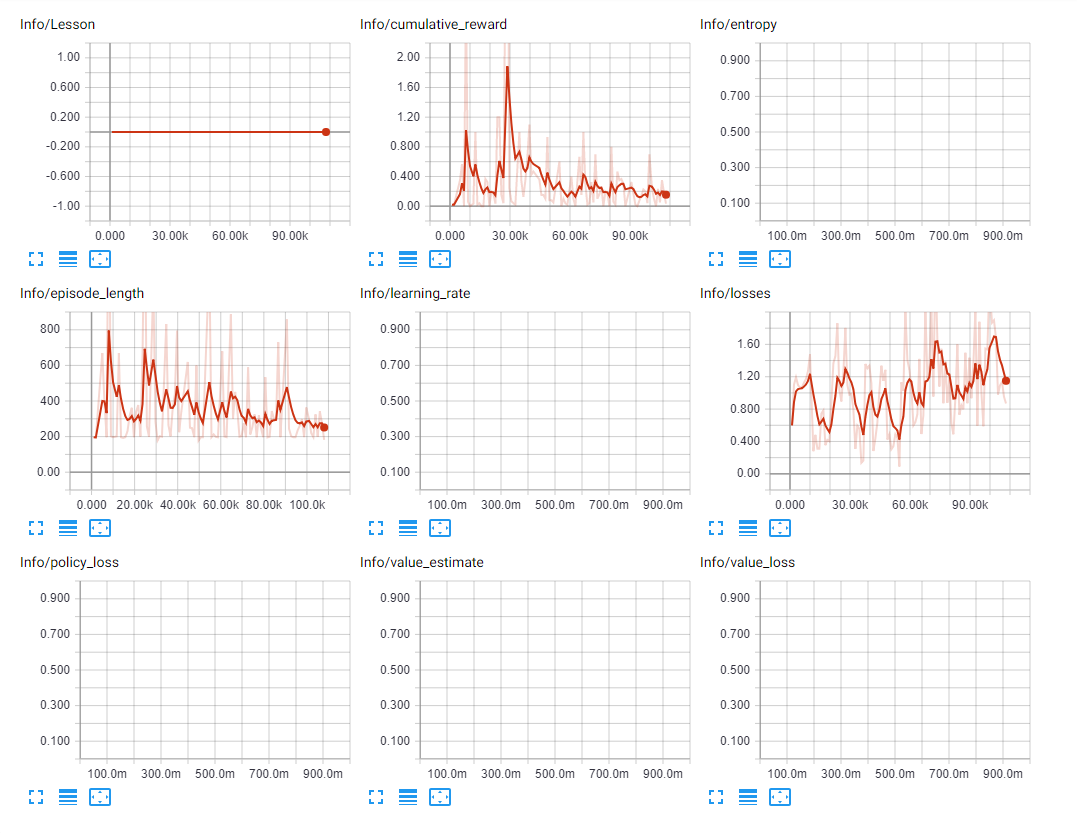 Info/Lesson
1.00
0.600
0.200
-0.200
-0.600
-1.00
0.000 30.00k 60.00k 90.00k
Info/cumulative_reward
2.00
1.60
1.20
0.800
0.400
0.00
0.000 30.00k 60.00k 90.00k
Info/entropy
0.900
0.700
0.500
0.300
0.100
100.0m 300.0m 500.0m 700.0m 900.0m
Info/episode_length
800
600
400
200
0.00
0.000 20.00k 40.00k 60.00k 80.00k 100.0k
Info/learning_rate
0.900
0.700
0.500
0.300
0.100
100.0m 300.0m 500.0m 700.0m 900.0m
Info/losses
1.60
1.20
0.800
0.400
0.00
0.000 30.00k 60.00k 90.00k
Info/policy_loss
0.900
0.700
0.500
0.300
0.100
100.0m 300.0m 500.0m 700.0m 900.0m
Info/value_estimate
0.900
0.700
0.500
0.300
0.100
100.0m 300.0m 500.0m 700.0m 900.0m
Info/value_loss
0.900
0.700
0.500
0.300
0.100
100.0m 300.0m 500.0m 700.0m 900.0m